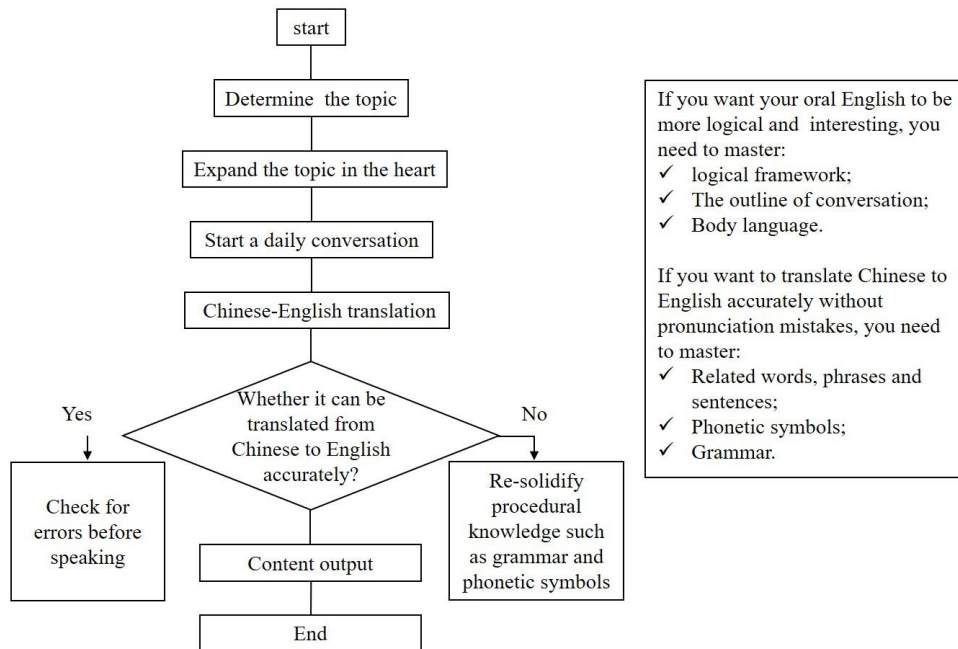 start
Determine the topic
Expand the topic in the heart
Start a daily conversation
Chinese-English translation
Whether it can be
translated from
Chinese to English
accurately?
Yes
No
Check for
errors before
speaking
Re-solidify
procedural
knowledge such
as grammar and
phonetic symbols
Content output
End
If you want your oral English to be
more logical and interesting, you
need to master:
✓ logical framework;
✓ The outline of conversation;
✓ Body language.
If you want to translate Chinese to
English accurately without
pronunciation mistakes, you need
to master:
✓ Related words, phrases and
sentences;
✓ Phonetic symbols;
✓ Grammar.